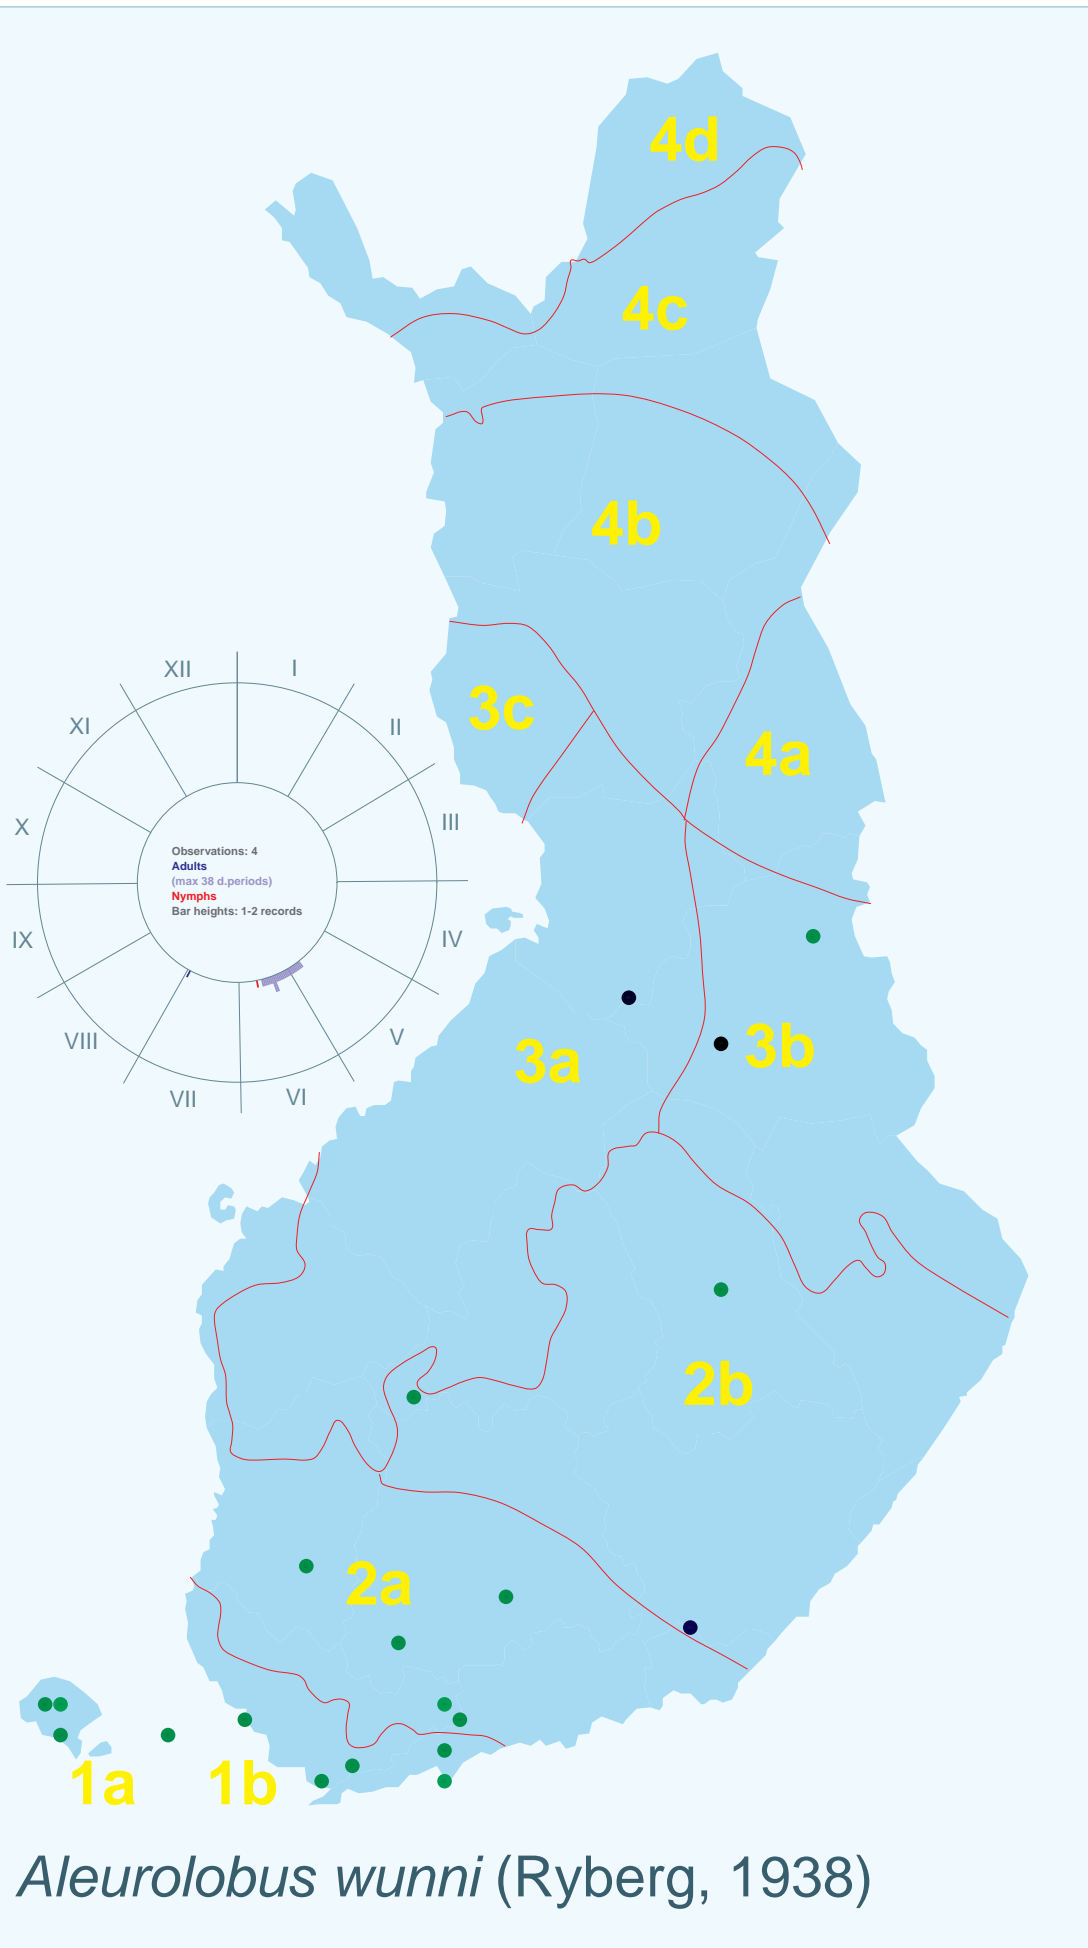 4d
4c
4b
3c
4a
XII
I
XI
II
X
III
Observations: 4
Adults
(max 38 d.periods)
Nymphs
Bar heights: 1-2 records
IX
IV
VIII
V
VII
VI
3a
3b
2b
2a
1a
1b
Aleurolobus wunni (Ryberg, 1938)